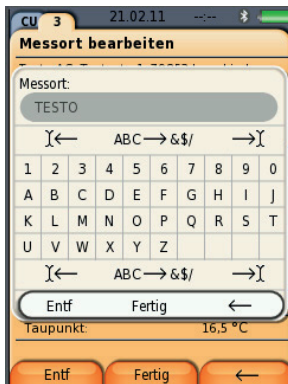 CU 3 21.02.11 --:--
Messort bearbeiten
Messort:
TESTO
ABC → &$/
1 2 3 4 5 6 7 8 9 0
A B C D E F G H I J
K L M N O P Q R S T
U V W X Y Z
ABC → &$/
Entf Fertig ←
Taupunkt: 16,5 °C
Entf Fertig ←